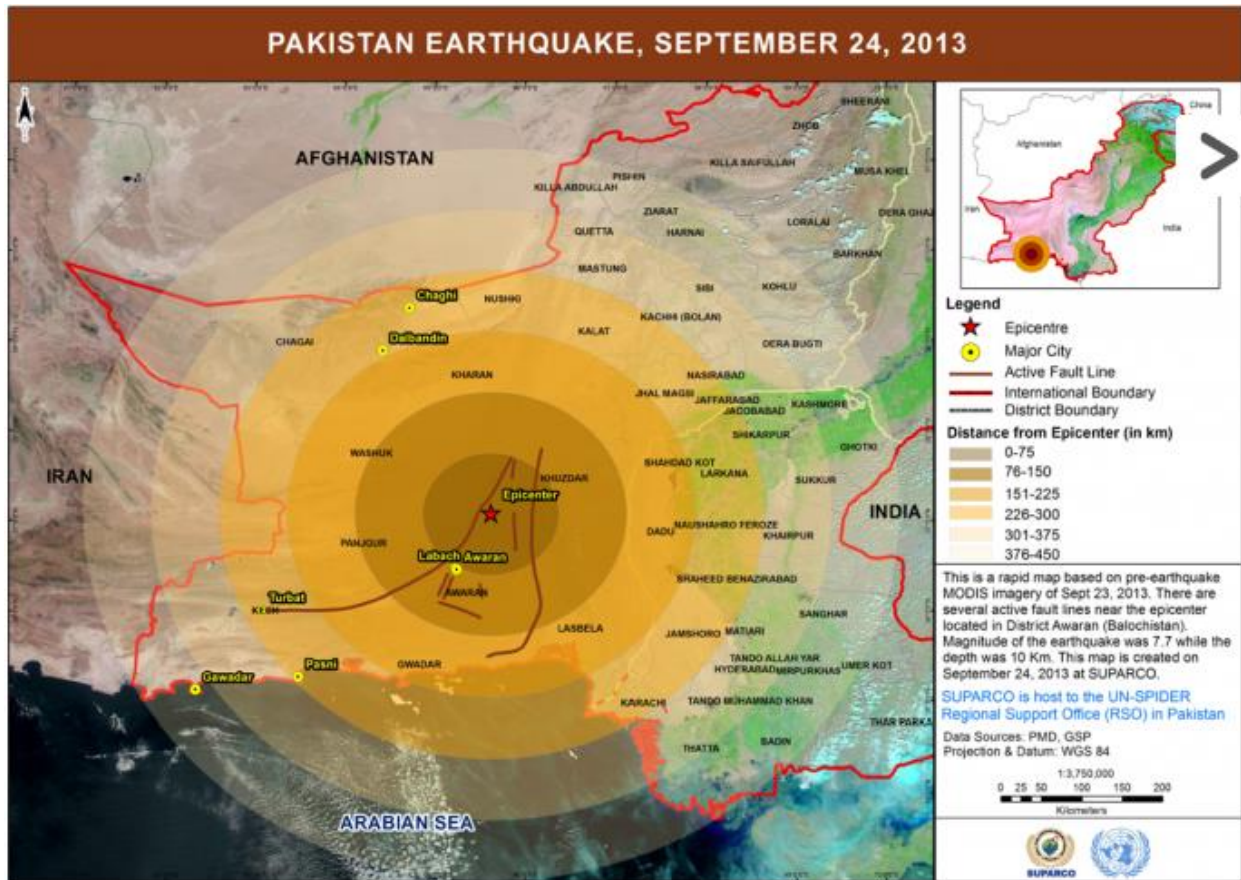 PAKISTAN EARTHQUAKE, SEPTEMBER 24, 2013
AFGHANISTAN
SHEERANI
ZHOB
KILLA SAIFULLAH
MUSA KHEL
PISHIN
KILLA ABDULLAH
ZIARAT
DERA GHAZ
LORALAI
QUETTA
HARNAI
BARKHAN
MASTUNG
SIBI
KOHLU
Chaghi
NUSHKI
KACHHI (BOLAN)
KALAT
CHAGAI
Dalbandin
DERA BUGTI
KHARAN
NASIRABAD
JHAL MAGSI
JAFFARABAD
JACOBABAD
KASHMORE
SHIKARPUR
GHOTKI
WASHUK
SHAHDAD KOT
LARKANA
IRAN
KHUZDAR
SUKKUR
Epicenter
INDIA
DADU
NAUSHAHRO FEROZE
KHAIRPUR
PANJGUR
Labach Awaran
SHAHEED BENAZIRABAD
AWARAN
Turbat
KECH
SANGHAR
LASBELA
JAMSHORO
MATIARI
GWADAR
TANDO ALLAH YAR
HYDERABAD
MIRPURKHAS
UMER KOT
Pasni
Gawadar
KARACHI
TANDO MUHAMMAD KHAN
THAR PARKA
THATTA
BADIN
ARABIAN SEA
China
Afghanistan
Iran
India
Legend
Epicentre
Major City
Active Fault Line
International Boundary
District Boundary
Distance from Epicenter (in km)
0-75
76-150
151-225
226-300
301-375
376-450
This is a rapid map based on pre-earthquake
MODIS imagery of Sept 23, 2013. There are
several active fault lines near the epicenter
located in District Awaran (Balochistan).
Magnitude of the earthquake was 7.7 while the
depth was 10 Km. This map is created on
September 24, 2013 at SUPARCO.
SUPARCO is host to the UN-SPIDER
Regional Support Office (RSO) in Pakistan
Data Sources: PMD, GSP
Projection & Datum: WGS 84
1:3,750,000
0 25 50 100 150 200
Kilometers
SUPARCO